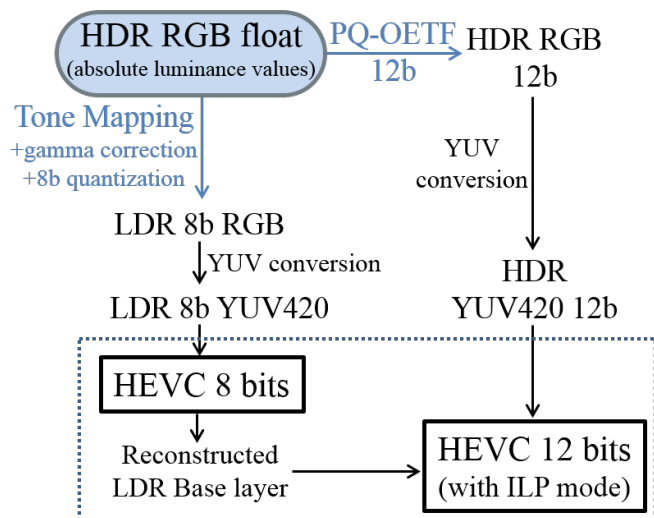 HDR RGB float
(absolute luminance values)
PQ-OETF
12b
HDR RGB
12b
Tone Mapping
+gamma correction
+8b quantization
YUV
conversion
LDR 8b RGB
YUV conversion
HDR
YUV420 12b
LDR 8b YUV420
HEVC 8 bits
Reconstructed
LDR Base layer
HEVC 12 bits
(with ILP mode)